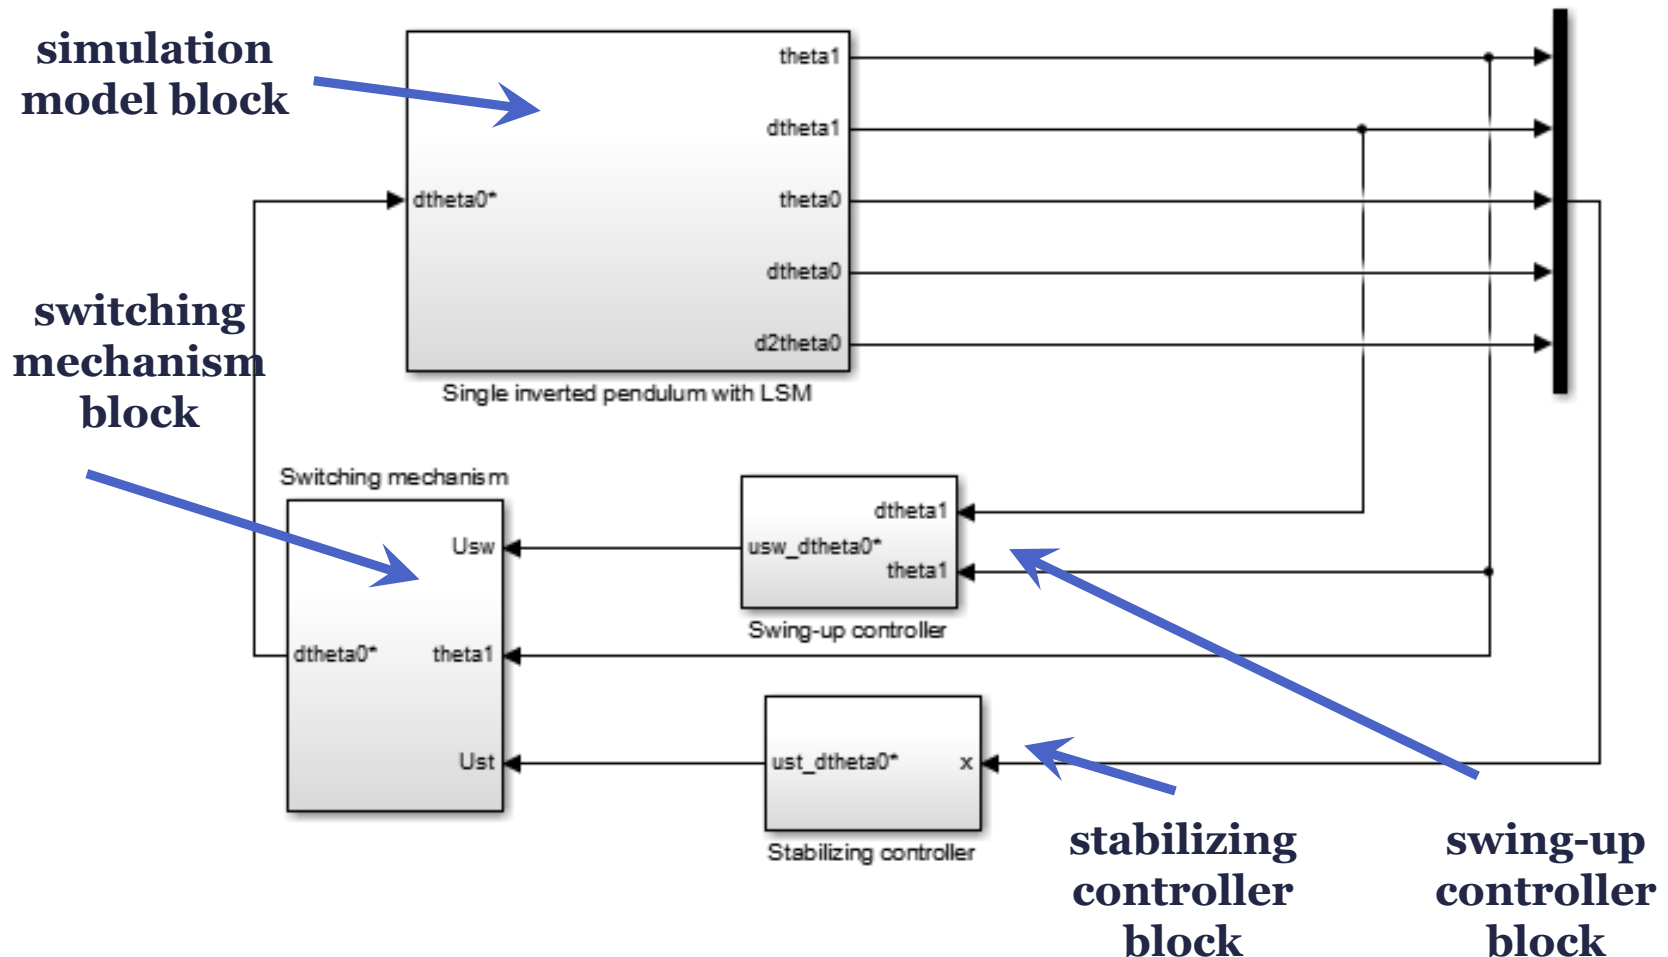 simulation
model block
theta1
dtheta1
dtheta0*
theta0
dtheta0
d2theta0
Single inverted pendulum with LSM
switching
mechanism
block
Switching mechanism
Usw
dtheta0*
theta1
Ust
dtheta1
usw_dtheta0*
theta1
Swing-up controller
ust_dtheta0*
x
Stabilizing controller
stabilizing
controller
block
swing-up
controller
block